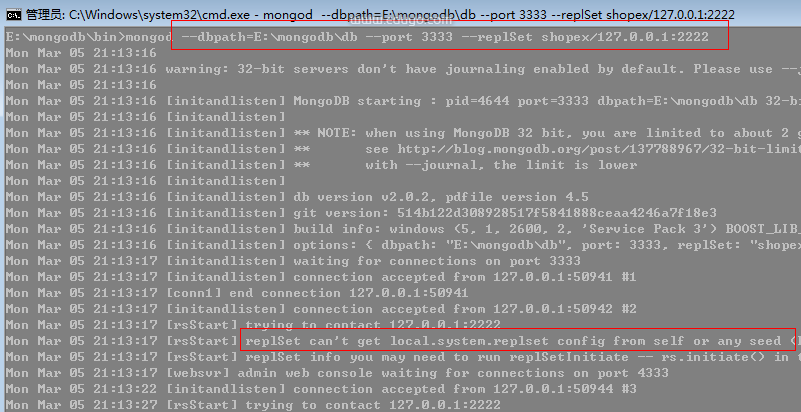 管理员: C:\Windows\system32\cmd.exe - mongod  --dbpath=E:\mongodb\db --port 3333 --replSet shopex/127.0.0.1:2222
E:\mongodb\bin>mongod --dbpath=E:\mongodb\db --port 3333 --replSet shopex/127.0.0.1:2222
Mon Mar 05 21:13:16
Mon Mar 05 21:13:16 warning: 32-bit servers don't have journaling enabled by default. Please use --j
Mon Mar 05 21:13:16
Mon Mar 05 21:13:16 [initandlisten] MongoDB starting : pid=4644 port=3333 dbpath=E:\mongodb\db 32-bi
Mon Mar 05 21:13:16 [initandlisten]
Mon Mar 05 21:13:16 [initandlisten] ** NOTE: when using MongoDB 32 bit, you are limited to about 2 g
Mon Mar 05 21:13:16 [initandlisten] **       see http://blog.mongodb.org/post/137788967/32-bit-limit
Mon Mar 05 21:13:16 [initandlisten] **       with --journal, the limit is lower
Mon Mar 05 21:13:16 [initandlisten]
Mon Mar 05 21:13:16 [initandlisten] db version v2.0.2, pdfile version 4.5
Mon Mar 05 21:13:16 [initandlisten] git version: 514b122d308928517f5841888ceaa4246a7f18e3
Mon Mar 05 21:13:16 [initandlisten] build info: windows (5, 1, 2600, 2, 'Service Pack 3') BOOST_LIB_
Mon Mar 05 21:13:16 [initandlisten] options: { dbpath: "E:\mongodb\db", port: 3333, replSet: "shopex
Mon Mar 05 21:13:17 [initandlisten] waiting for connections on port 3333
Mon Mar 05 21:13:17 [initandlisten] connection accepted from 127.0.0.1:50941 #1
Mon Mar 05 21:13:17 [conn1] end connection 127.0.0.1:50941
Mon Mar 05 21:13:17 [initandlisten] connection accepted from 127.0.0.1:50942 #2
Mon Mar 05 21:13:17 [rsStart] trying to contact 127.0.0.1:2222
Mon Mar 05 21:13:17 [rsStart] replSet can't get local.system.replset config from self or any seed
Mon Mar 05 21:13:17 [rsStart] replSet info you may need to run replSetInitiate -- rs.initiate() in t
Mon Mar 05 21:13:17 [websvr] admin web console waiting for connections on port 4333
Mon Mar 05 21:13:22 [initandlisten] connection accepted from 127.0.0.1:50944 #3
Mon Mar 05 21:13:27 [rsStart] trying to contact 127.0.0.1:2222